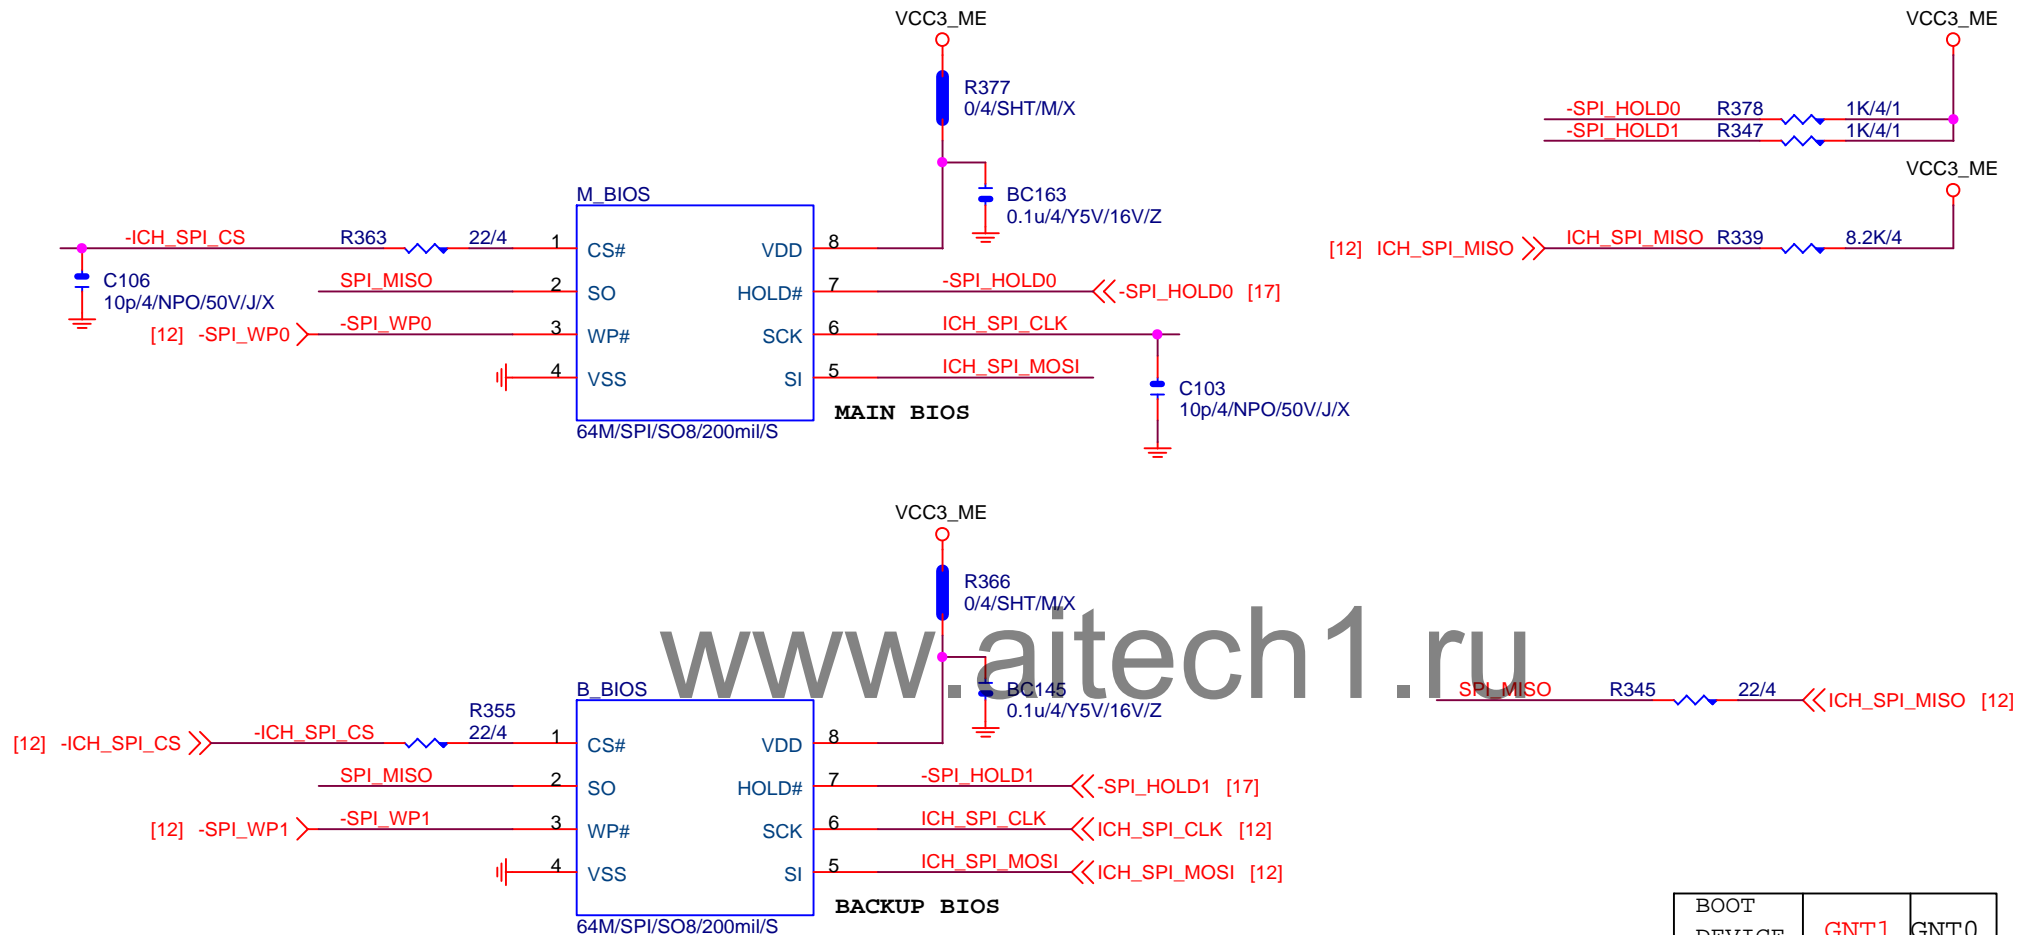 VCC3_ME
R377
0/4/SHT/M/X
BC163
0.1u/4/Y5V/16V/Z
M_BIOS
-ICH_SPI_CS R363 22/4 1 CS# VDD 8
C106
10p/4/NPO/50V/J/X
SPI_MISO 2 SO HOLD# 7 -SPI_HOLD0 -SPI_HOLD0 [17]
[12] -SPI_WP0 -SPI_WP0 3 WP# SCK 6 ICH_SPI_CLK
4 VSS SI 5 ICH_SPI_MOSI
C103
10p/4/NPO/50V/J/X
MAIN BIOS
64M/SPI/SO8/200mil/S
VCC3_ME
-SPI_HOLD0 R378 1K/4/1
-SPI_HOLD1 R347 1K/4/1
VCC3_ME
[12] ICH_SPI_MISO ICH_SPI_MISO R339 8.2K/4
VCC3_ME
R366
0/4/SHT/M/X
www.aitech1.ru
BC145
0.1u/4/Y5V/16V/Z
B_BIOS
[12] -ICH_SPI_CS -ICH_SPI_CS R355 22/4 1 CS# VDD 8
SPI_MISO 2 SO HOLD# 7 -SPI_HOLD1 -SPI_HOLD1 [17]
[12] -SPI_WP1 -SPI_WP1 3 WP# SCK 6 ICH_SPI_CLK ICH_SPI_CLK [12]
4 VSS SI 5 ICH_SPI_MOSI ICH_SPI_MOSI [12]
BACKUP BIOS
64M/SPI/SO8/200mil/S
SPI_MISO R345 22/4 ICH_SPI_MISO [12]
BOOT
DEVICE GNT1 GNT0